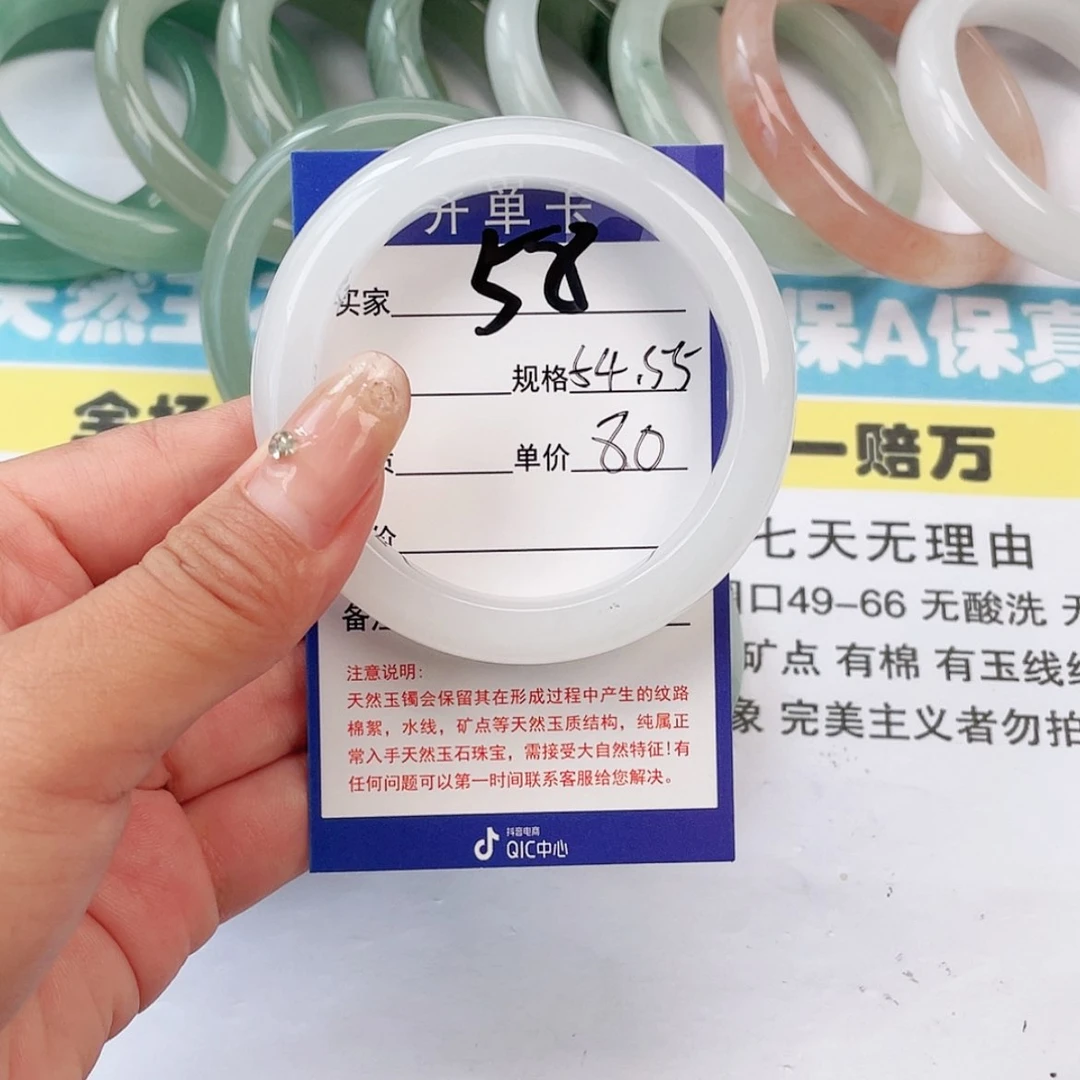 开单卡
58
买家
规格 54.55
单价 80
备注
注意说明:
天然玉镯会保留其在形成过程中产生的纹路
棉絮，水线，矿点等天然玉质结构，纯属正
常入手天然玉石珠宝，需接受大自然特征!有
任何问题可以第一时间联系客服给您解决。
抖音电商
QIC中心
天然玉
保A保真
一赔万
七天无理由
口49-66 无酸洗
矿点 有棉 有玉线
象 完美主义者勿拍